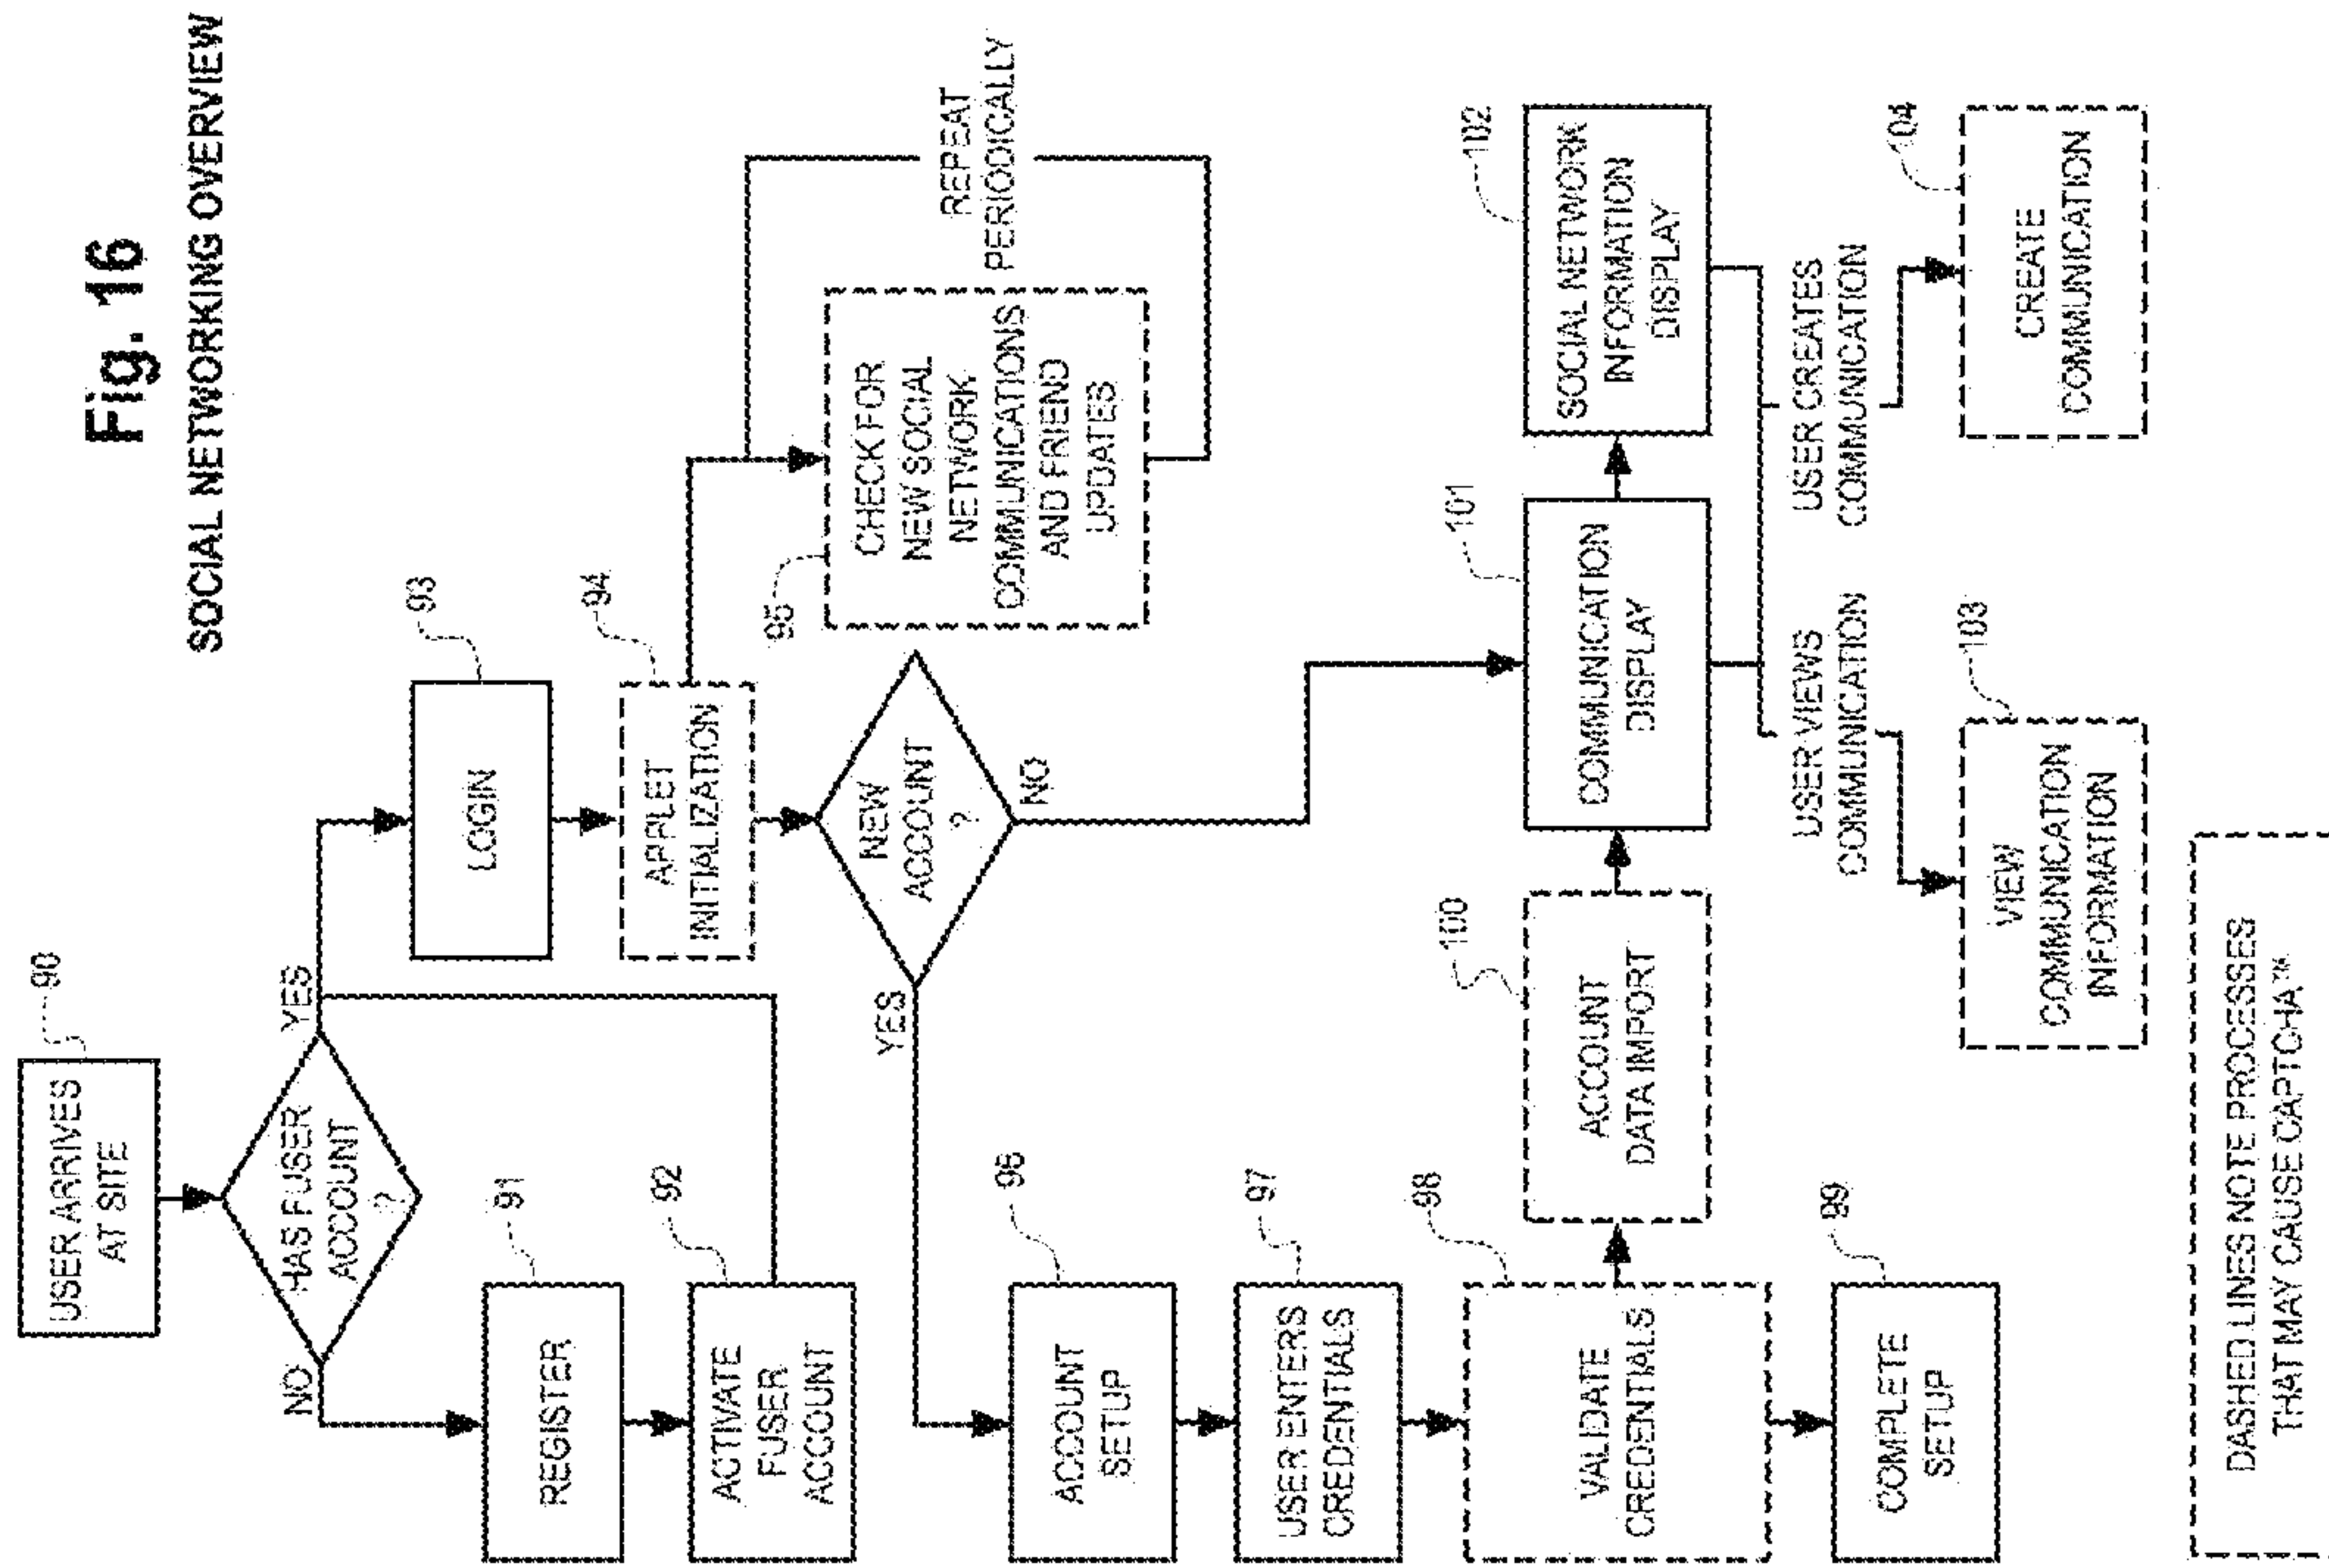 Fig. 16
SOCIAL NETWORKING OVERVIEW
USER ARRIVES
AT SITE
90
HAS FUSER
ACCOUNT
?
NO
YES
REGISTER
91
ACTIVATE
FUSER
ACCOUNT
92
LOGIN
93
APPLET
INITIALIZATION
94
CHECK FOR
NEW SOCIAL
NETWORK
COMMUNICATIONS
AND FRIEND
UPDATES
95
REPEAT
PERIODICALLY
NEW
ACCOUNT
?
YES
NO
ACCOUNT
SETUP
96
USER ENTERS
CREDENTIALS
97
VALIDATE
CREDENTIALS
98
COMPLETE
SETUP
99
ACCOUNT
DATA IMPORT
100
COMMUNICATION
DISPLAY
101
SOCIAL NETWORK
INFORMATION
DISPLAY
102
USER VIEWS
COMMUNICATION
USER CREATES
COMMUNICATION
VIEW
COMMUNICATION
INFORMATION
103
CREATE
COMMUNICATION
104
DASHED LINES NOTE PROCESSES
THAT MAY CAUSE CAPTCHA™